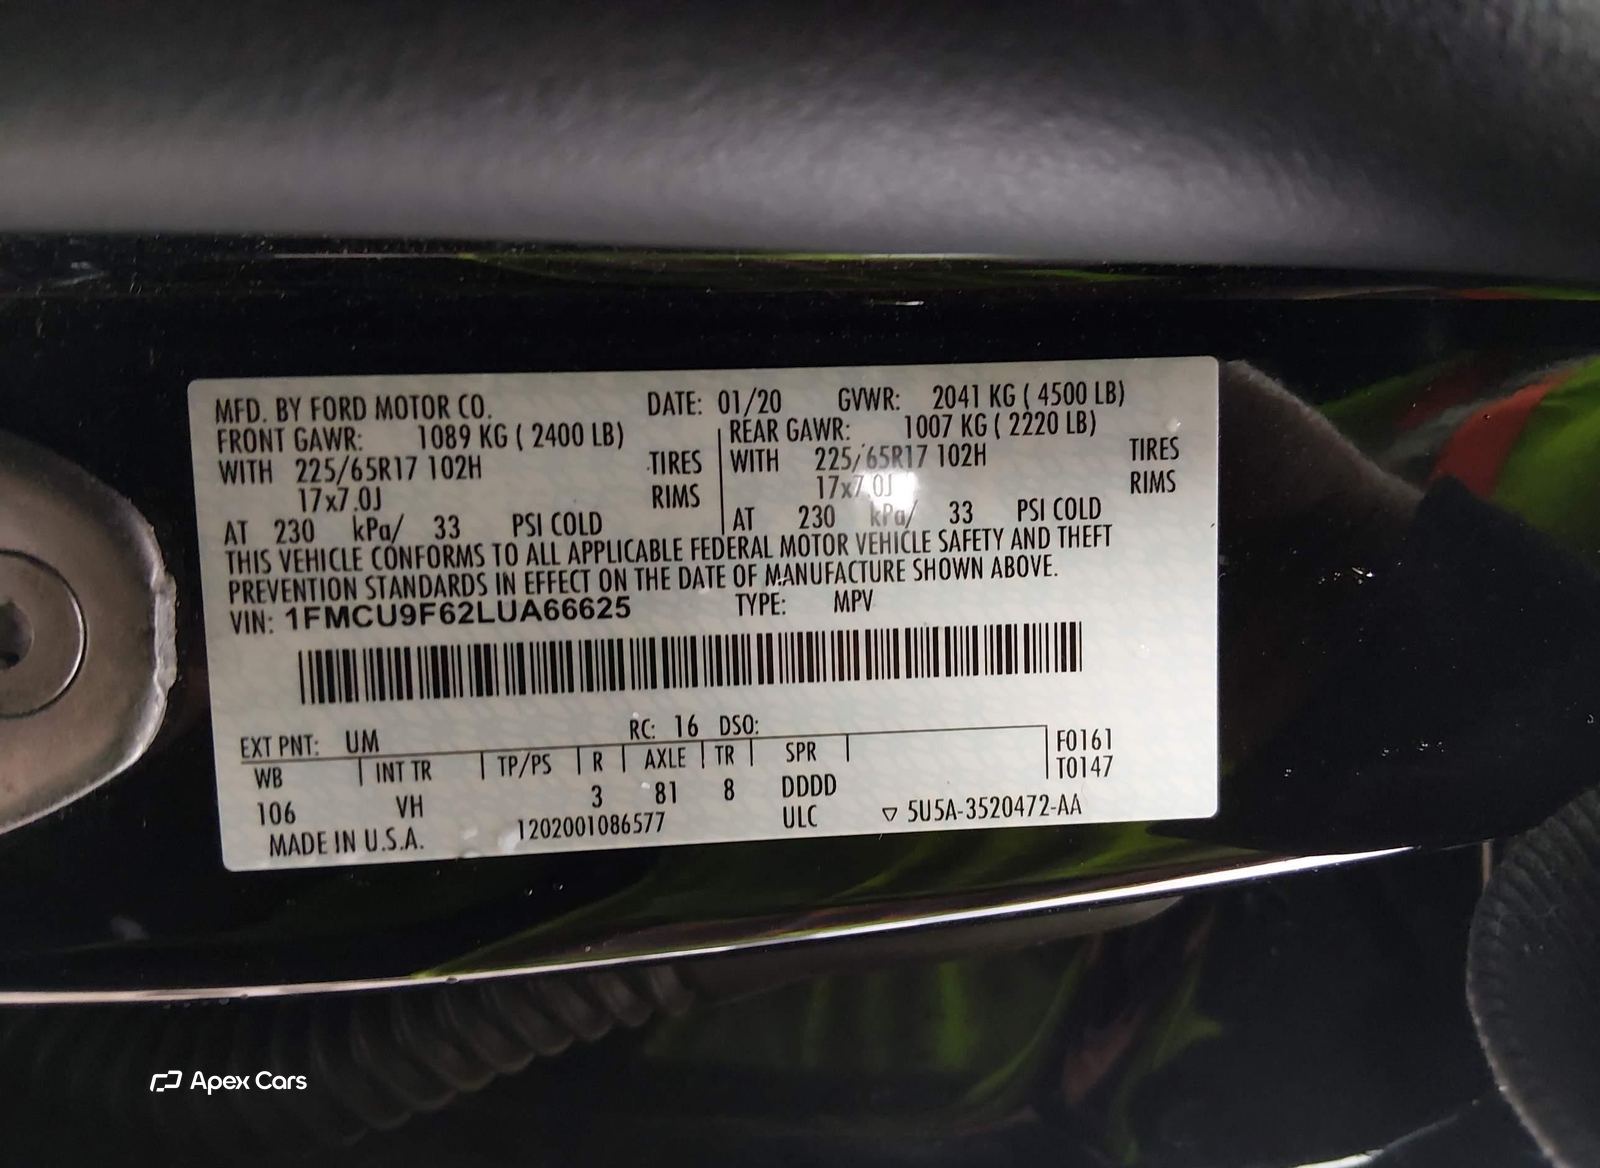 MFD. BY FORD MOTOR CO. DATE: 01/20 GVWR: 2041 KG ( 4500 LB)
FRONT GAWR: 1089 KG ( 2400 LB) REAR GAWR: 1007 KG ( 2220 LB)
WITH 225/65R17 102H TIRES WITH 225/65R17 102H TIRES
17x7.0J RIMS 17x7.0J RIMS
AT 230 kPa/ 33 PSI COLD AT 230 kPa/ 33 PSI COLD
THIS VEHICLE CONFORMS TO ALL APPLICABLE FEDERAL MOTOR VEHICLE SAFETY AND THEFT
PREVENTION STANDARDS IN EFFECT ON THE DATE OF MANUFACTURE SHOWN ABOVE.
VIN: 1FMCU9F62LUA66625 TYPE: MPV
EXT PNT: UM RC: 16 DSO: F0161
WB INT TR TP/PS R AXLE TR SPR T0147
106 VH 3 81 8 DDDD
MADE IN U.S.A. 1202001086577 ULC ▽ 5U5A-3520472-AA
Apex Cars